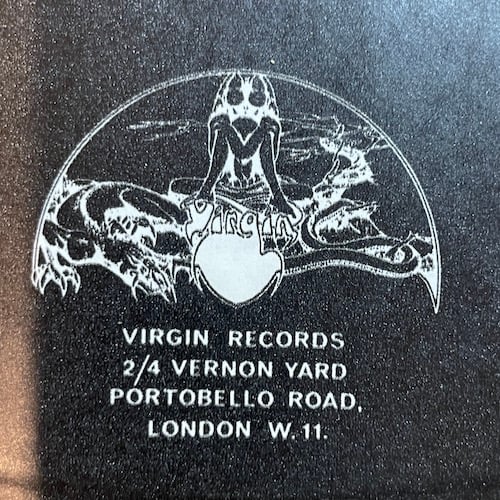 Virgin
VIRGIN RECORDS
2/4 VERNON YARD
PORTOBELLO ROAD,
LONDON W.11.